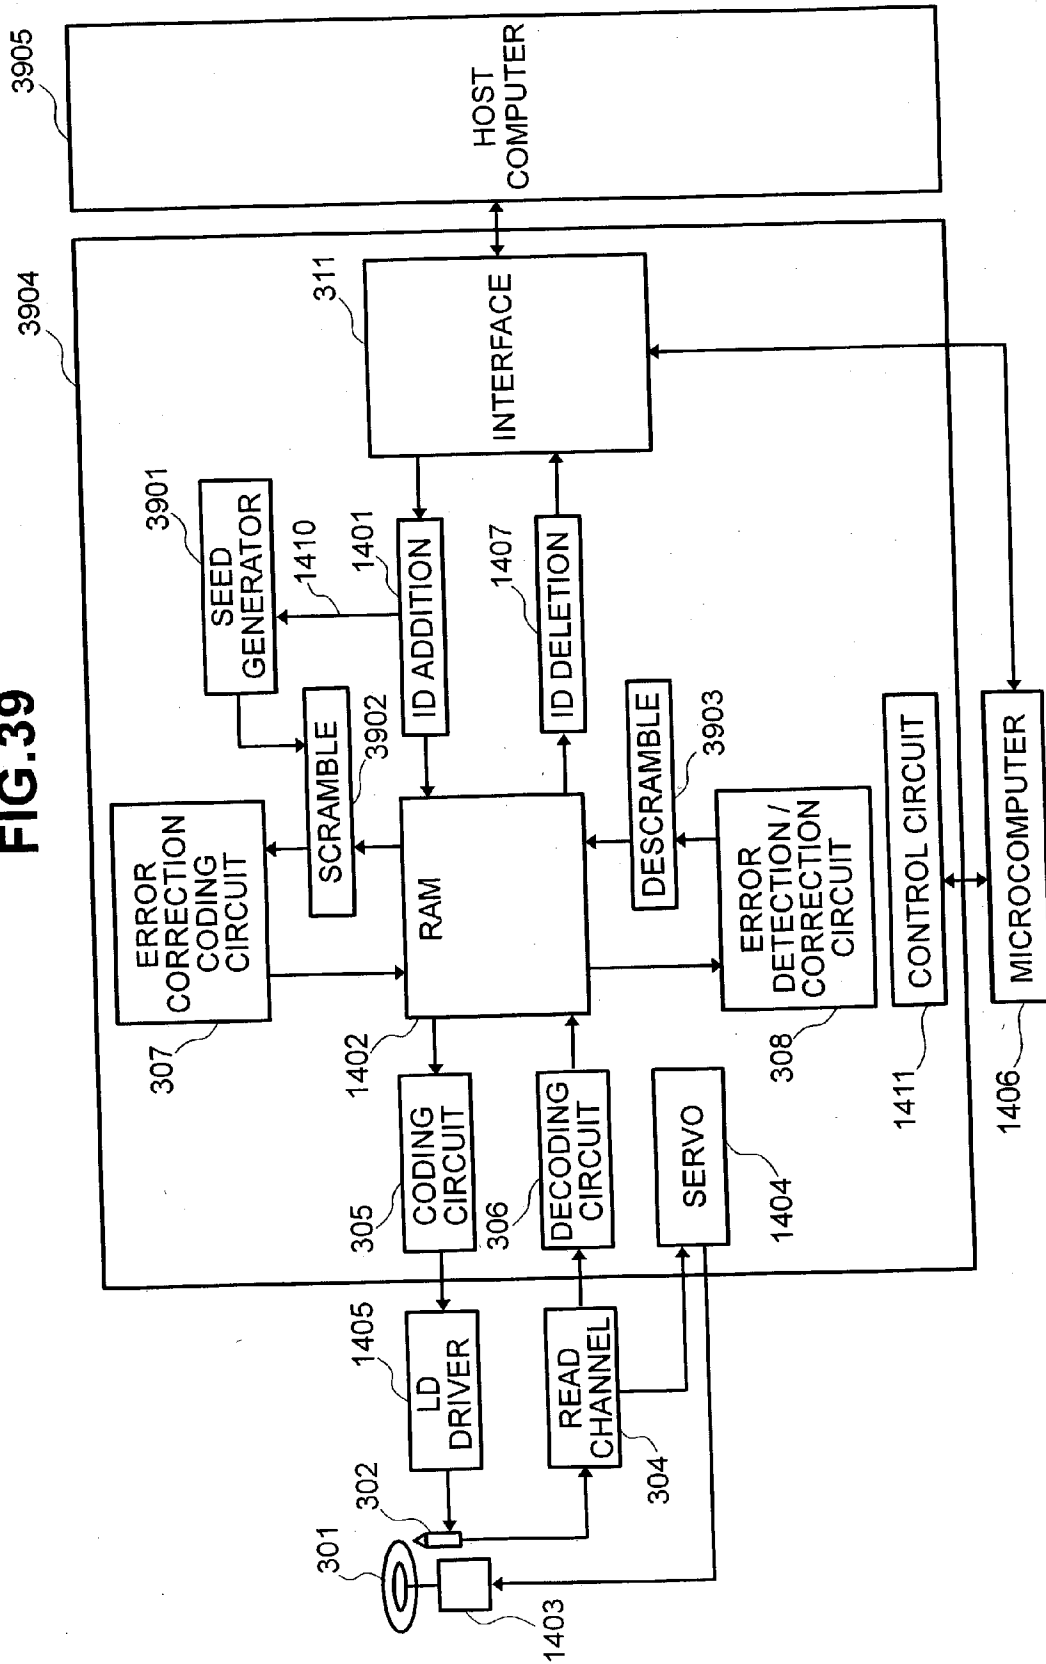 FIG.39
301
302
1403
1405
LD
DRIVER
READ
CHANNEL
304
305
CODING
CIRCUIT
306
DECODING
CIRCUIT
SERVO
1404
307
ERROR
CORRECTION
CODING
CIRCUIT
1402
RAM
308
ERROR
DETECTION /
CORRECTION
CIRCUIT
1411
CONTROL CIRCUIT
1406
MICROCOMPUTER
SCRAMBLE
3902
DESCRAMBLE
3903
SEED
GENERATOR
3901
1410
ID ADDITION
1401
ID DELETION
1407
INTERFACE
311
3904
HOST
COMPUTER
3905